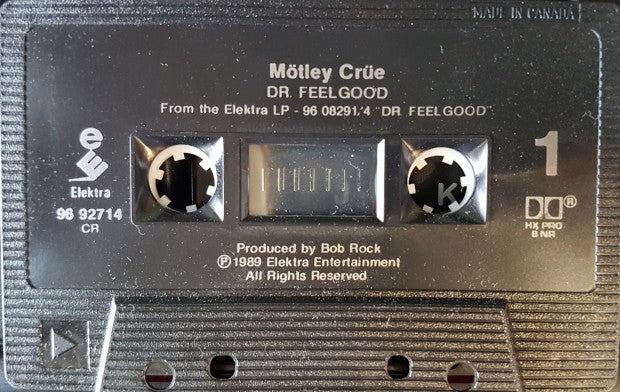 MADE IN CANADA
Mötley Crüe
DR. FEELGOOD
From the Elektra LP - 96 08291/4 "DR. FEELGOOD"
1
e
Elektra
96 92714
CR
K
HX PRO
B NR
Produced by Bob Rock
℗ 1989 Elektra Entertainment
All Rights Reserved